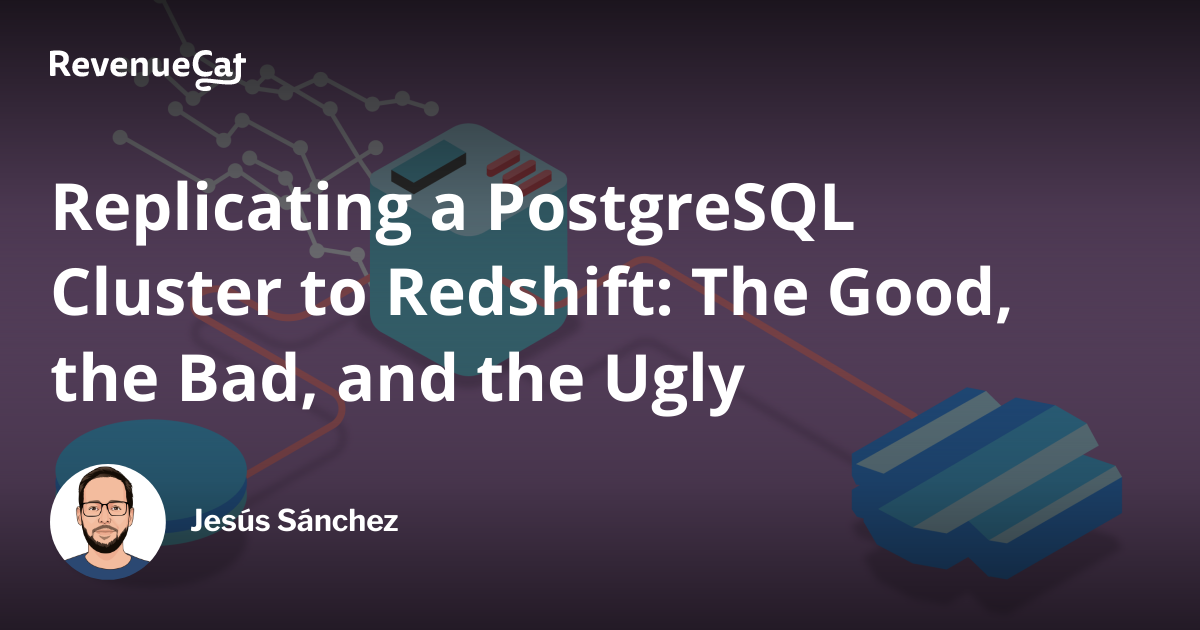 RevenueCat
Replicating a PostgreSQL
Cluster to Redshift: The Good,
the Bad, and the Ugly
Jesús Sánchez